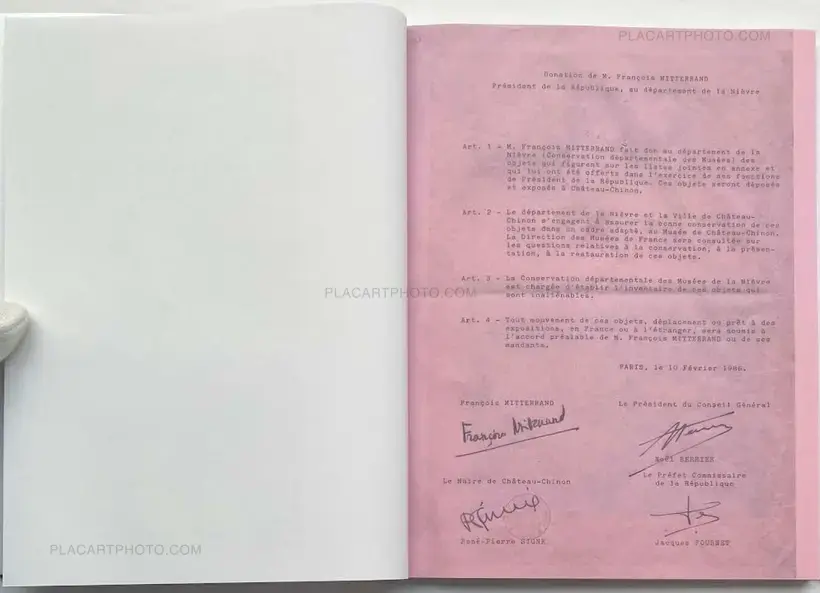 PLACARTPHOTO.COM
Donation de M. François MITTERRAND
Président de la République, au département de la Nièvre
Art. 1 - M. François MITTERRAND fait don au département de la
Nièvre (Conservation départementale des Musées) des
objets qui figurent sur les listes jointes en annexe et
qui lui ont été offerts dans l'exercice de ses fonctions
de Président de la République. Ces objets seront déposés
et exposés à Château-Chinon.
Art. 2 - Le département de la Nièvre et la Ville de Château-
Chinon s'engagent à assurer la bonne conservation de ces
objets dans un cadre adapté, au Musée de Château-Chinon.
La Direction des Musées de France sera consultée sur
les questions relatives à la conservation, à la présen-
tation, à la restauration de ces objets.
Art. 3 - La Conservation départementale des Musées de la Nièvre
est chargée d'établir l'inventaire de ces objets qui
sont inaliénables.
PLACARTPHOTO.COM
Art. 4 - Tout mouvement de ces objets, déplacement ou prêt à des
expositions, en France ou à l'étranger, sera soumis à
l'accord préalable de M. François MITTERRAND ou de ses
mandants.
PARIS, le 10 Février 1986.
François MITTERRAND
Le Président du Conseil Général
François Mitterrand
Noël BERRIER
Le Maire de Château-Chinon
Le Préfet Commissaire
de la République
René-Pierre SIGNE
Jacques FOURNET
PLACARTPHOTO.COM